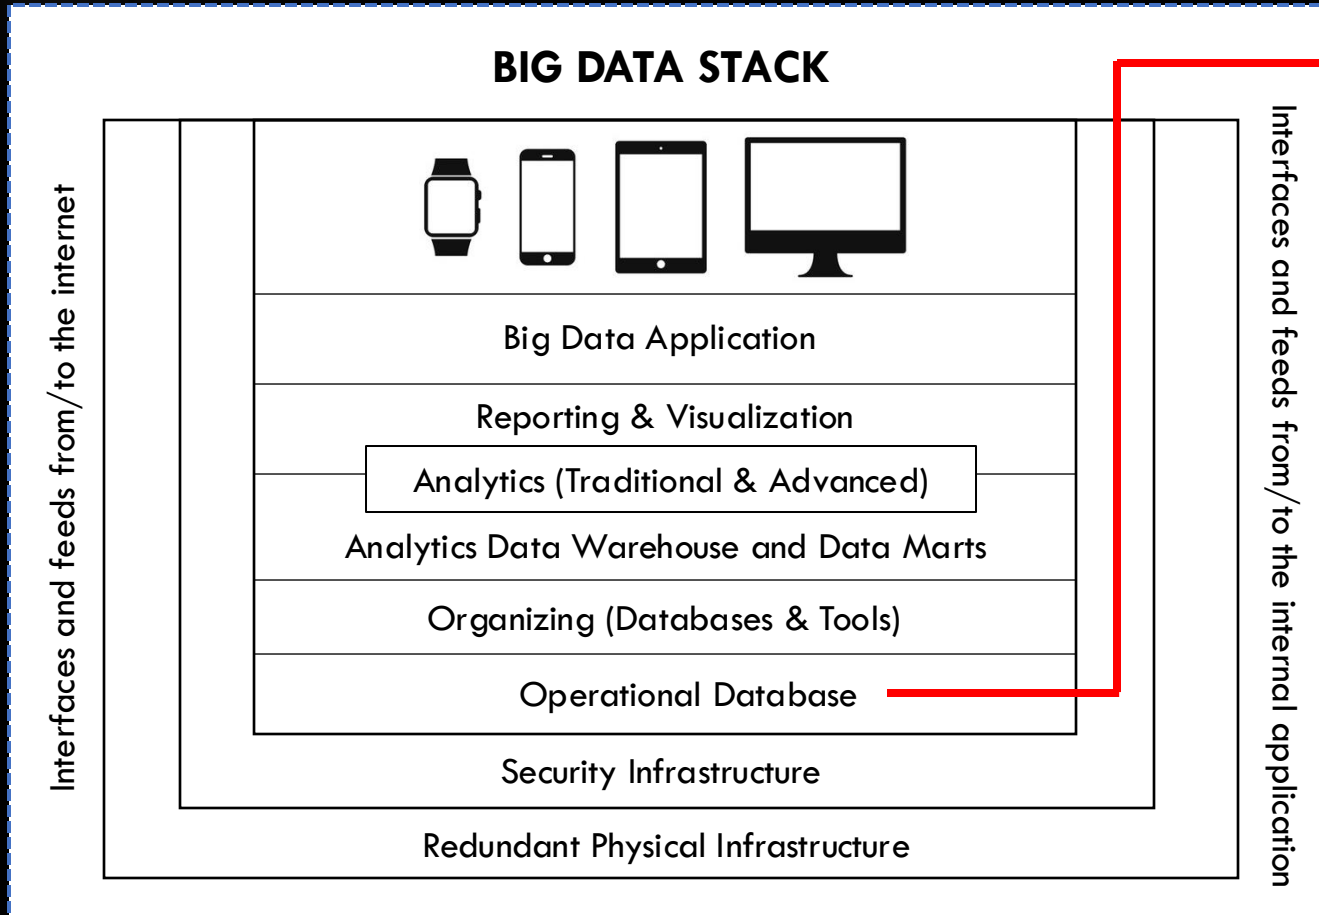 BIG DATA STACK
Interfaces and feeds from/to the internet
Big Data Application
Reporting & Visualization
Analytics (Traditional & Advanced)
Analytics Data Warehouse and Data Marts
Organizing (Databases & Tools)
Operational Database
Security Infrastructure
Redundant Physical Infrastructure
Interfaces and feeds from/to the internal application